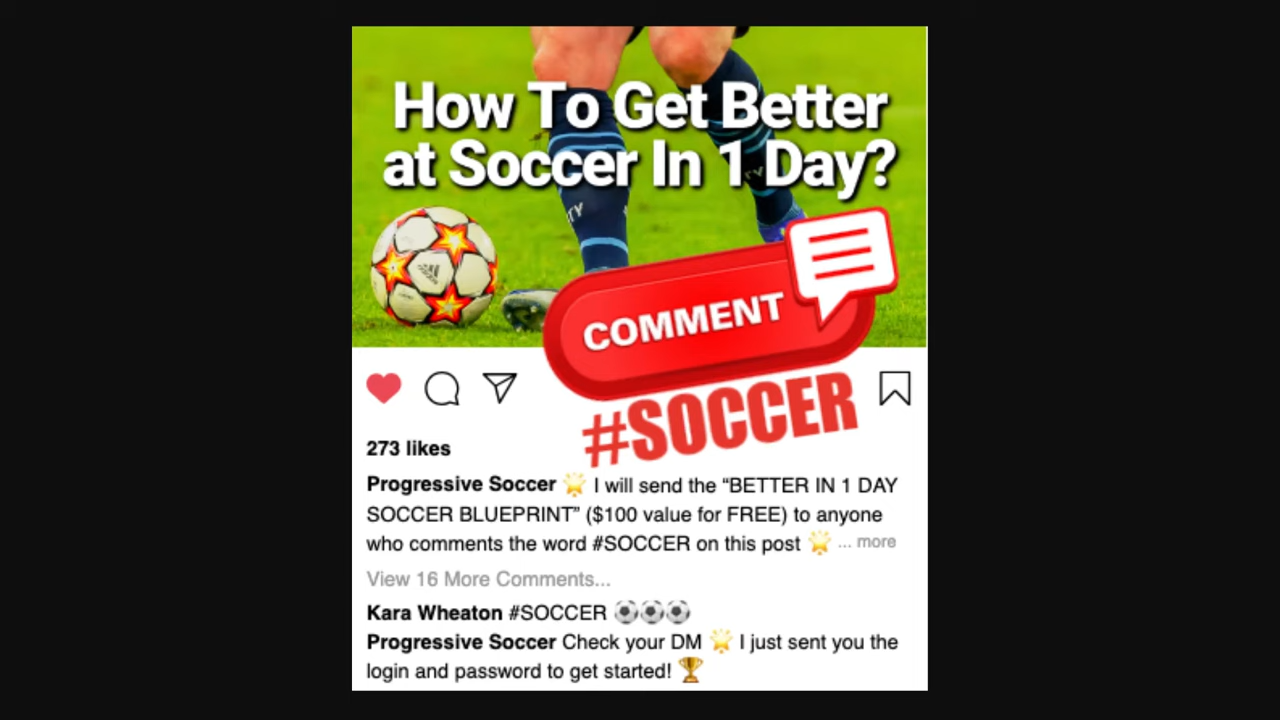 How To Get Better
at Soccer In 1 Day?
TY
TY
adidas
COMMENT
#SOCCER
273 likes
Progressive Soccer 🌟 I will send the “BETTER IN 1 DAY
SOCCER BLUEPRINT” ($100 value for FREE) to anyone
who comments the word #SOCCER on this post 🌟 ... more
View 16 More Comments...
Kara Wheaton #SOCCER ⚽⚽⚽
Progressive Soccer Check your DM 🌟 I just sent you the
login and password to get started! 🏆